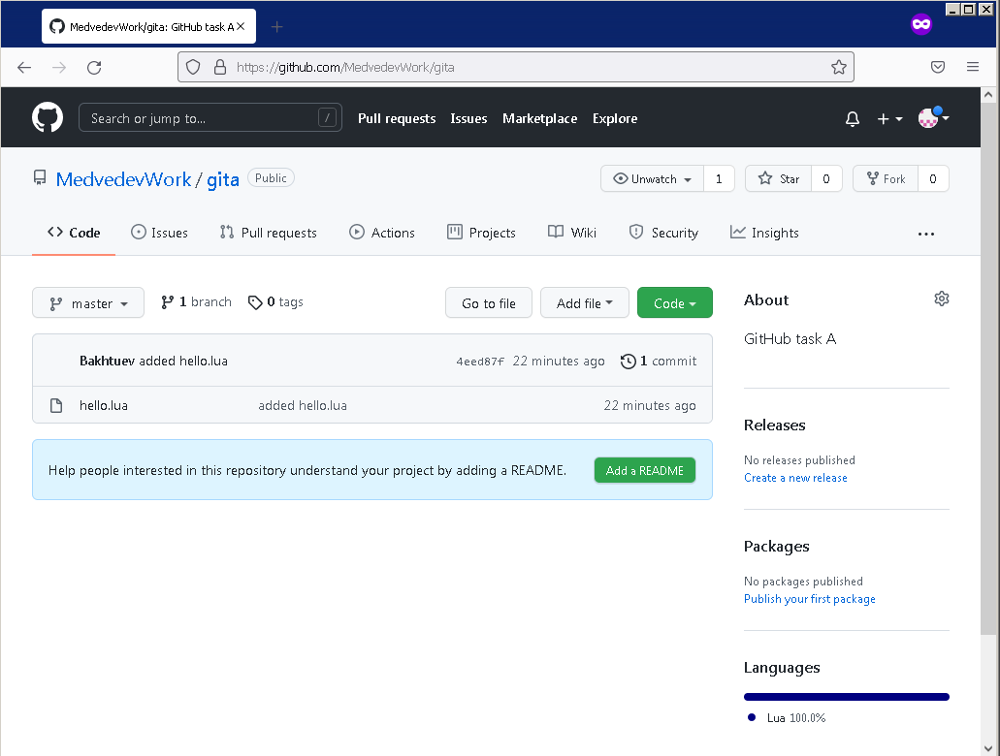 MedvedevWork/gita: GitHub task A
https://github.com/MedvedevWork/gita
Search or jump to... / Pull requests Issues Marketplace Explore
MedvedevWork / gita Public Unwatch 1 Star 0 Fork 0
Code Issues Pull requests Actions Projects Wiki Security Insights ...
master 1 branch 0 tags Go to file Add file Code
Bakhtuev added hello.lua 4eed87f 22 minutes ago 1 commit
hello.lua added hello.lua 22 minutes ago
Help people interested in this repository understand your project by adding a README. Add a README
About
GitHub task A
Releases
No releases published
Create a new release
Packages
No packages published
Publish your first package
Languages
Lua 100.0%